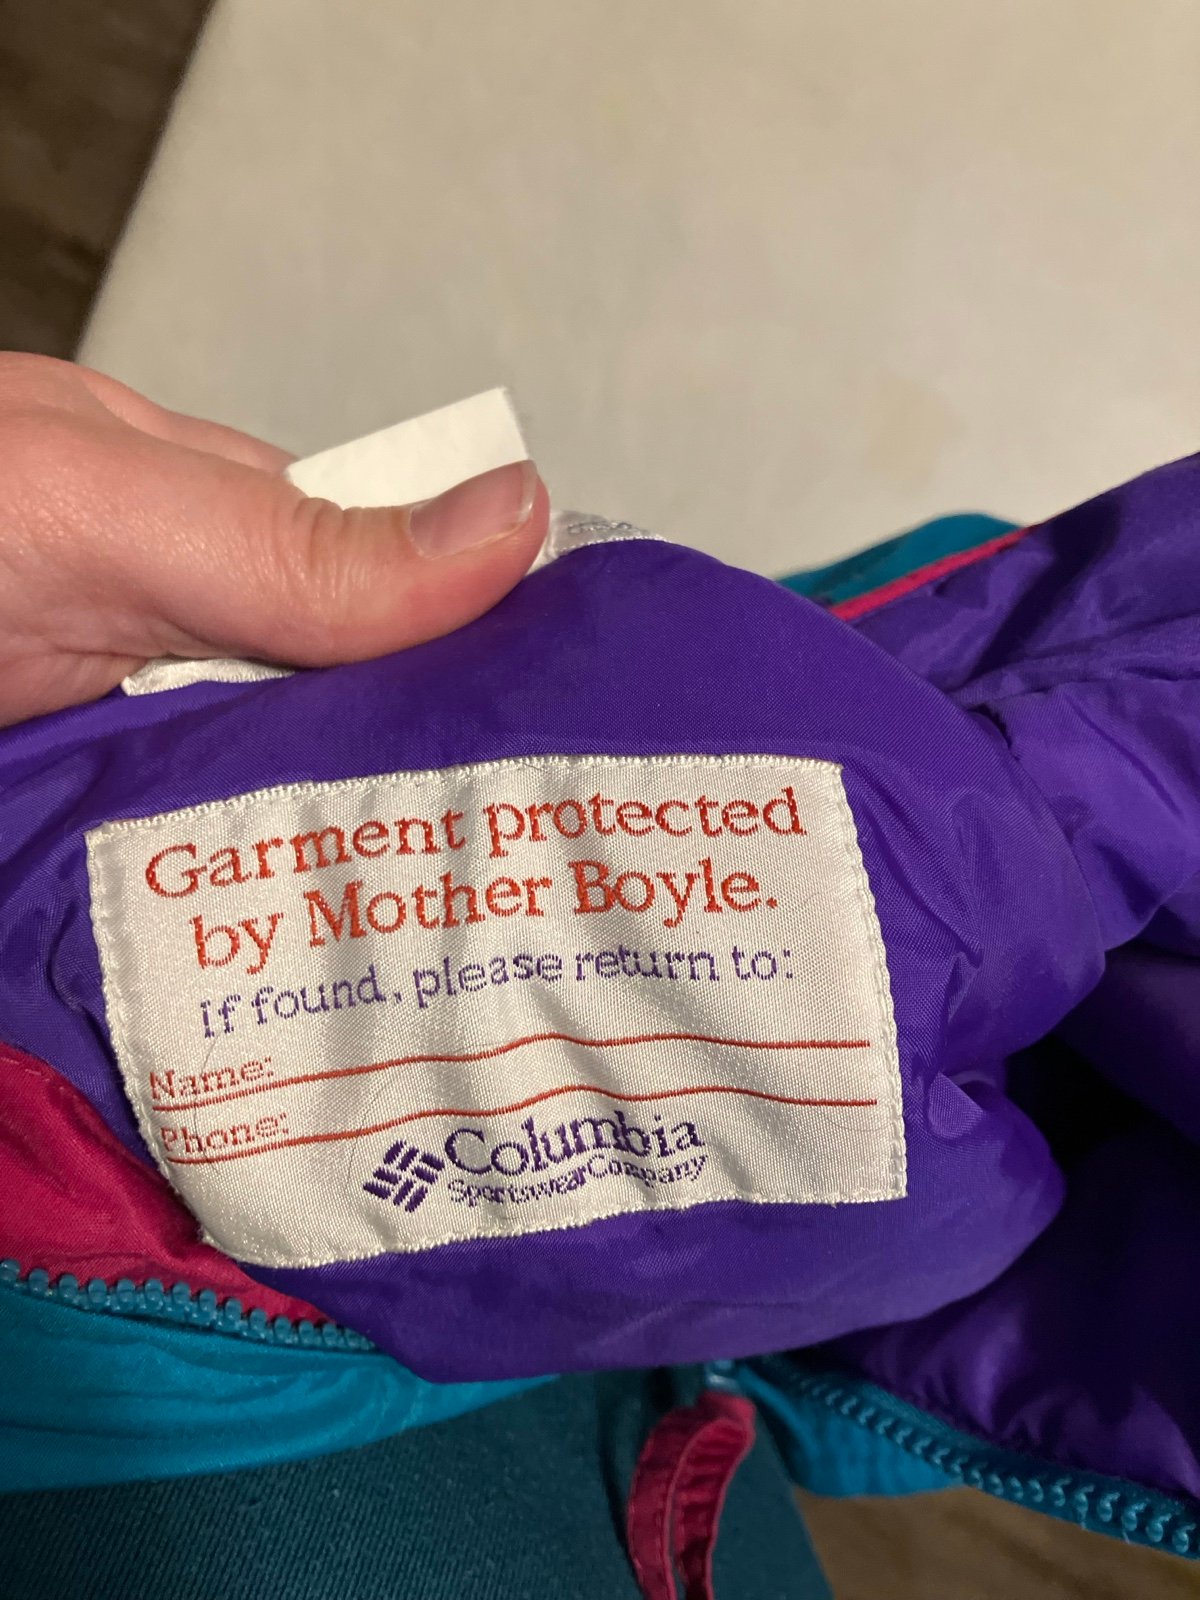 Garment protected
by Mother Boyle.
if found, please return to:
Name:
Phone:
Columbia
Sportswear Company